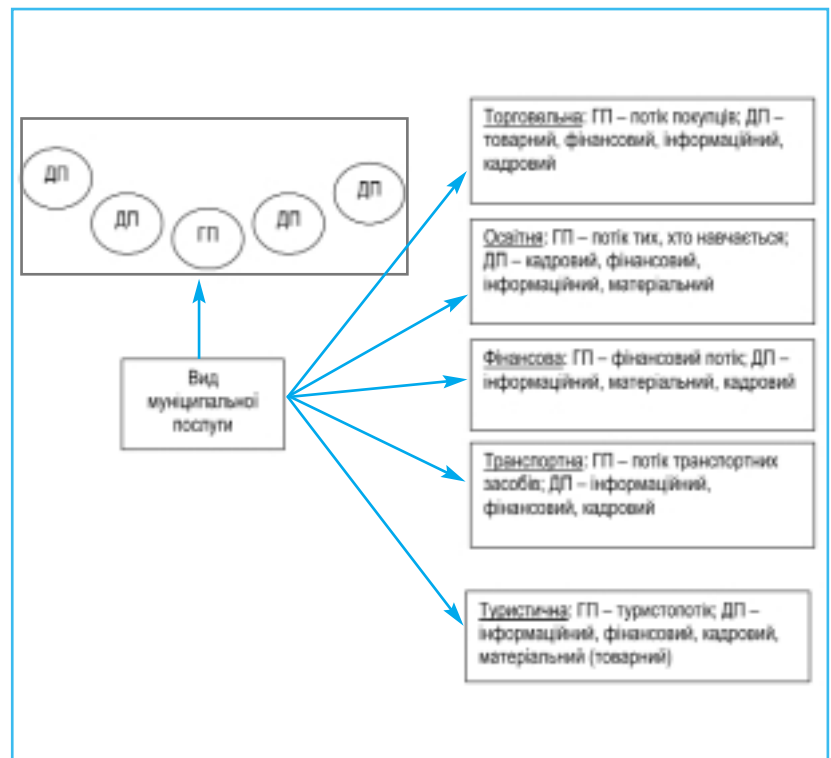 ДП
ДП
ГП
ДП
ДП
Вид
муніципальної
послуги
Торговельна: ГП – потік покупців; ДП –
товарний, фінансовий, інформаційний,
кадровий
Освітня: ГП – потік тих, хто навчається;
ДП – кадровий, фінансовий,
інформаційний, матеріальний
Фінансова: ГП – фінансовий потік; ДП –
інформаційний, матеріальний, кадровий
Транспортна: ГП – потік транспортних
засобів; ДП – інформаційний,
фінансовий, кадровий
Туристична: ГП – туристопотік; ДП –
інформаційний, фінансовий, кадровий,
матеріальний (товарний)